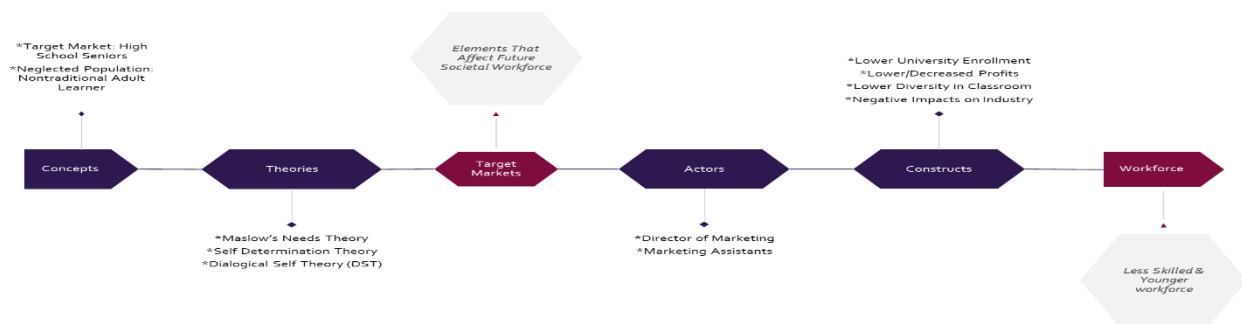 *Target Market: High
School Seniors
*Neglected Population:
Nontraditional Adult
Learner
Elements That
Affect Future
Societal Workforce
*Lower University Enrollment
*Lower/Decreased Profits
*Lower Diversity in Classroom
*Negative Impacts on Industry
Concepts
Theories
Target
Markets
Actors
Constructs
Workforce
*Maslow's Needs Theory
*Self Determination Theory
*Dialogical Self Theory (DST)
*Director of Marketing
*Marketing Assistants
Less Skilled &
Younger
workforce